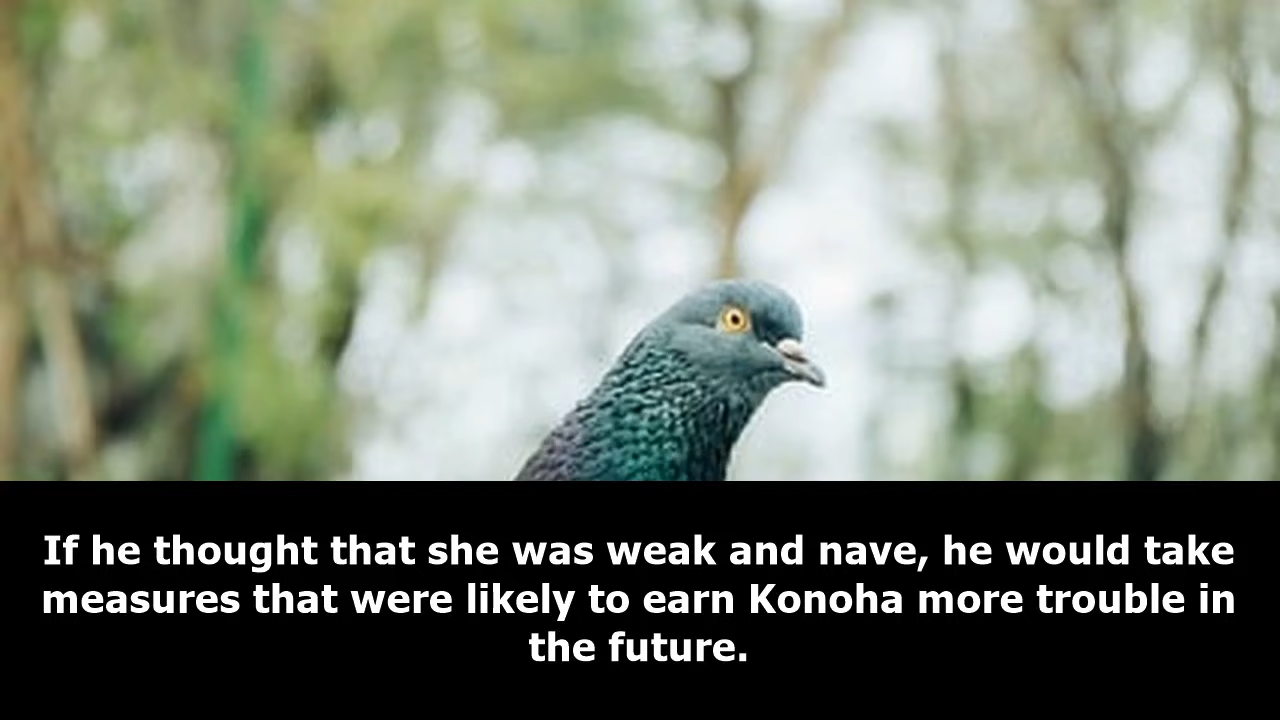 If he thought that she was weak and nave, he would take
measures that were likely to earn Konoha more trouble in
the future.